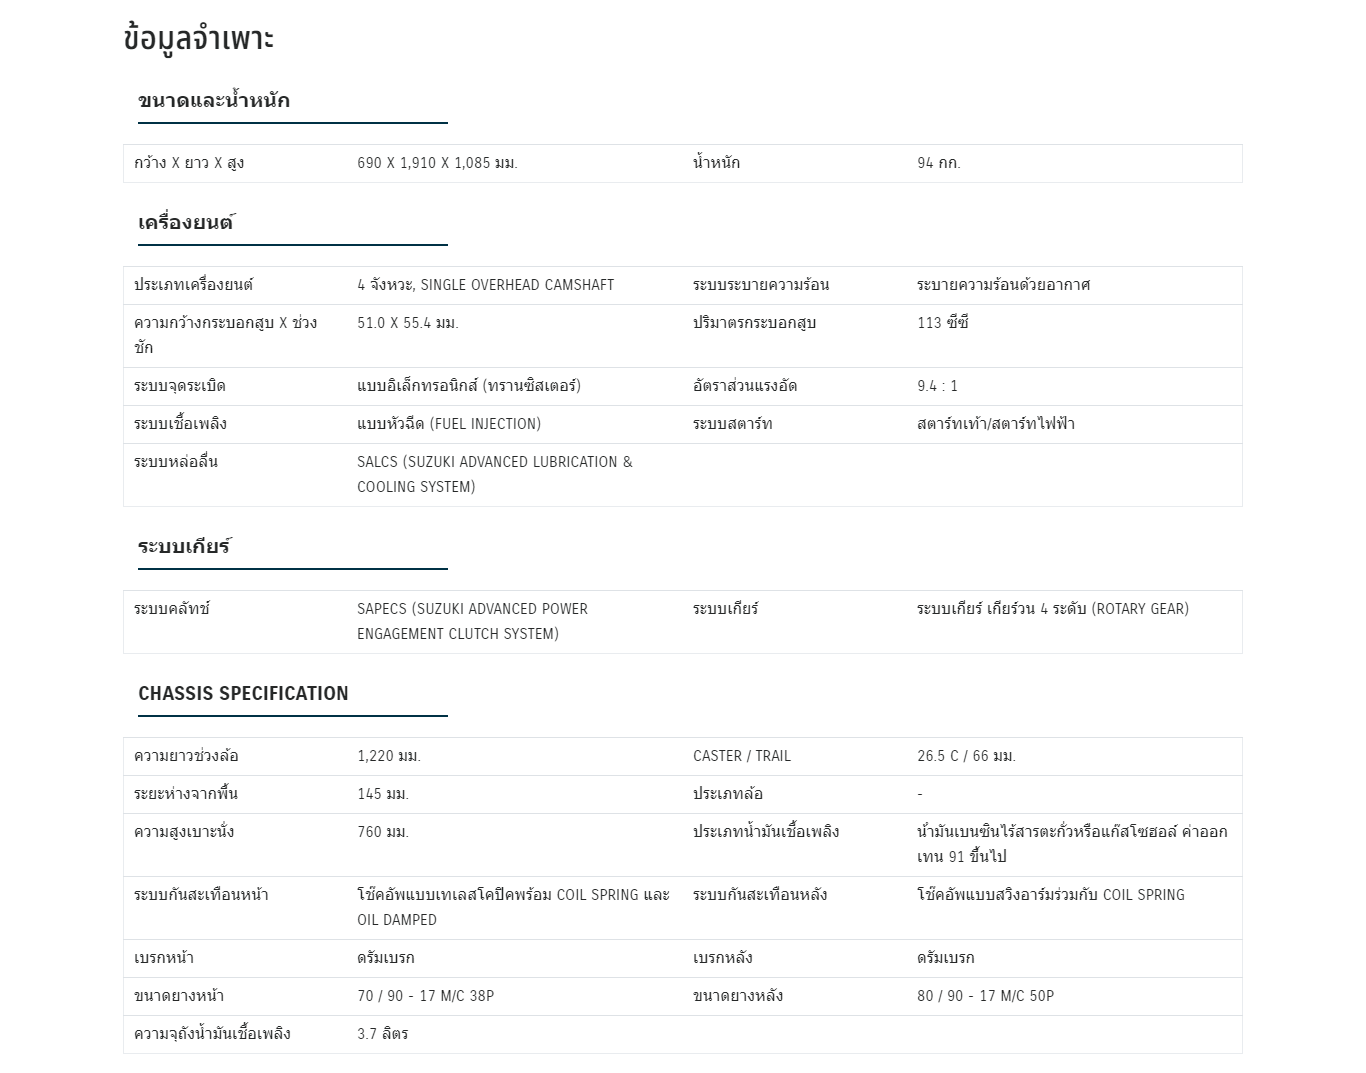 ข้อมูลจำเพาะ
ขนาดและน้ำหนัก
กว้าง X ยาว X สูง 690 X 1,910 X 1,085 มม. น้ำหนัก 94 กก.
เครื่องยนต์
ประเภทเครื่องยนต์ 4 จังหวะ, SINGLE OVERHEAD CAMSHAFT ระบบระบายความร้อน ระบายความร้อนด้วยอากาศ
ความกว้างกระบอกสูบ X ช่วง 51.0 X 55.4 มม. ปริมาตรกระบอกสูบ 113 ซีซี
ชัก
ระบบจุดระเบิด แบบอิเล็กทรอนิกส์ (ทรานซิสเตอร์) อัตราส่วนแรงอัด 9.4 : 1
ระบบเชื้อเพลิง แบบหัวฉีด (FUEL INJECTION) ระบบสตาร์ท สตาร์ทเท้า/สตาร์ทไฟฟ้า
ระบบหล่อลื่น SALCS (SUZUKI ADVANCED LUBRICATION &
COOLING SYSTEM)
ระบบเกียร์
ระบบคลัทช์ SAPECS (SUZUKI ADVANCED POWER ระบบเกียร์ ระบบเกียร์ เกียร์วน 4 ระดับ (ROTARY GEAR)
ENGAGEMENT CLUTCH SYSTEM)
CHASSIS SPECIFICATION
ความยาวช่วงล้อ 1,220 มม. CASTER / TRAIL 26.5 C / 66 มม.
ระยะห่างจากพื้น 145 มม. ประเภทล้อ -
ความสูงเบาะนั่ง 760 มม. ประเภทน้ำมันเชื้อเพลิง น้ำมันเบนซินไร้สารตะกั่วหรือแก๊สโซฮอล์ ค่าออก
เทน 91 ขึ้นไป
ระบบกันสะเทือนหน้า โช๊คอัพแบบเทเลสโคปิคพร้อม COIL SPRING และ ระบบกันสะเทือนหลัง โช๊คอัพแบบสวิงอาร์มร่วมกับ COIL SPRING
OIL DAMPED
เบรกหน้า ดรัมเบรก เบรกหลัง ดรัมเบรก
ขนาดยางหน้า 70 / 90 - 17 M/C 38P ขนาดยางหลัง 80 / 90 - 17 M/C 50P
ความจุถังน้ำมันเชื้อเพลิง 3.7 ลิตร